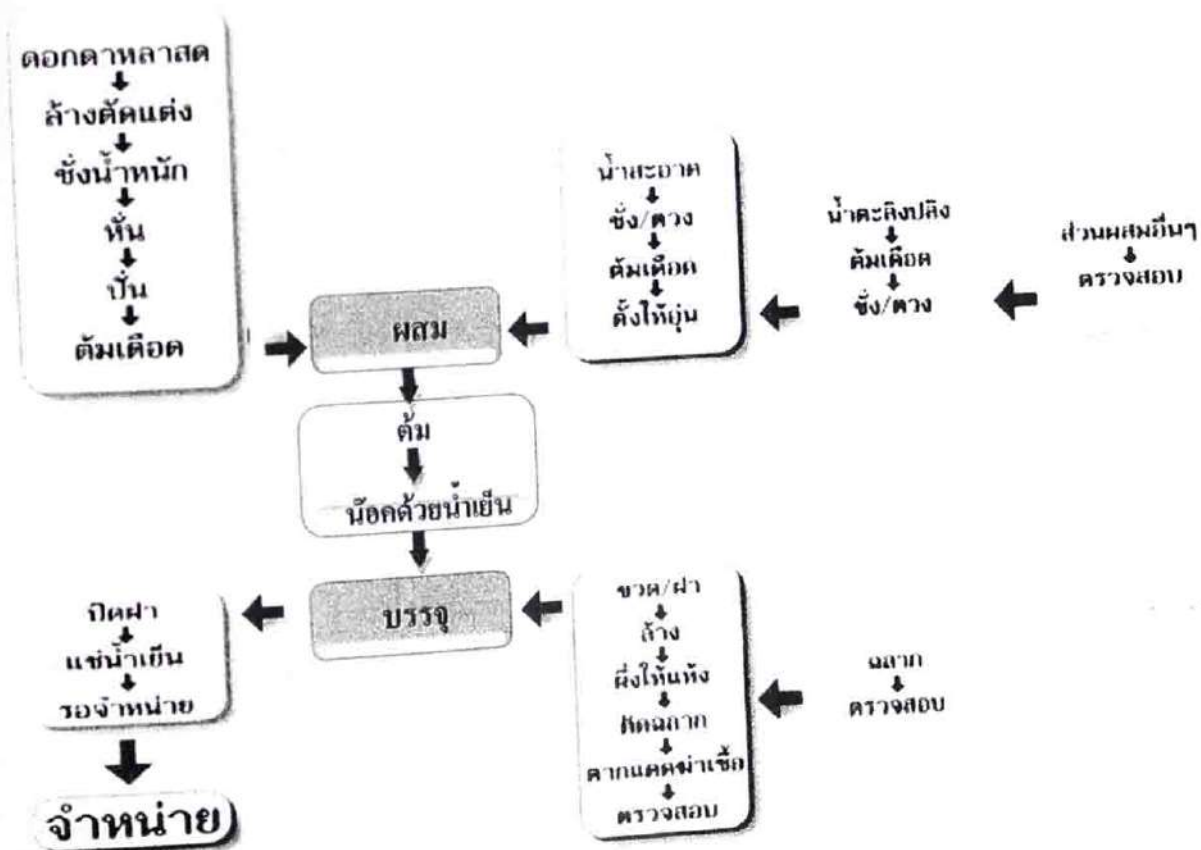 ดอกดาหลาสด
ล้างตัดแต่ง
ชั่งน้ำหนัก
หั่น
ปั่น
ต้มเดือด
น้ำสะอาด
ชั่ง/ตวง
ต้มเดือด
ตั้งให้อุ่น
น้ำตะลิงปลิง
ต้มเดือด
ชั่ง/ตวง
ส่วนผสมอื่นๆ
ตรวจสอบ
ผสม
ต้ม
น๊อคด้วยน้ำเย็น
บรรจุ
ขวด/ฝา
ล้าง
ผึ่งให้แห้ง
ติดฉลาก
ตากแดดฆ่าเชื้อ
ตรวจสอบ
ฉลาก
ตรวจสอบ
ปิดฝา
แช่น้ำเย็น
รอจำหน่าย
จำหน่าย